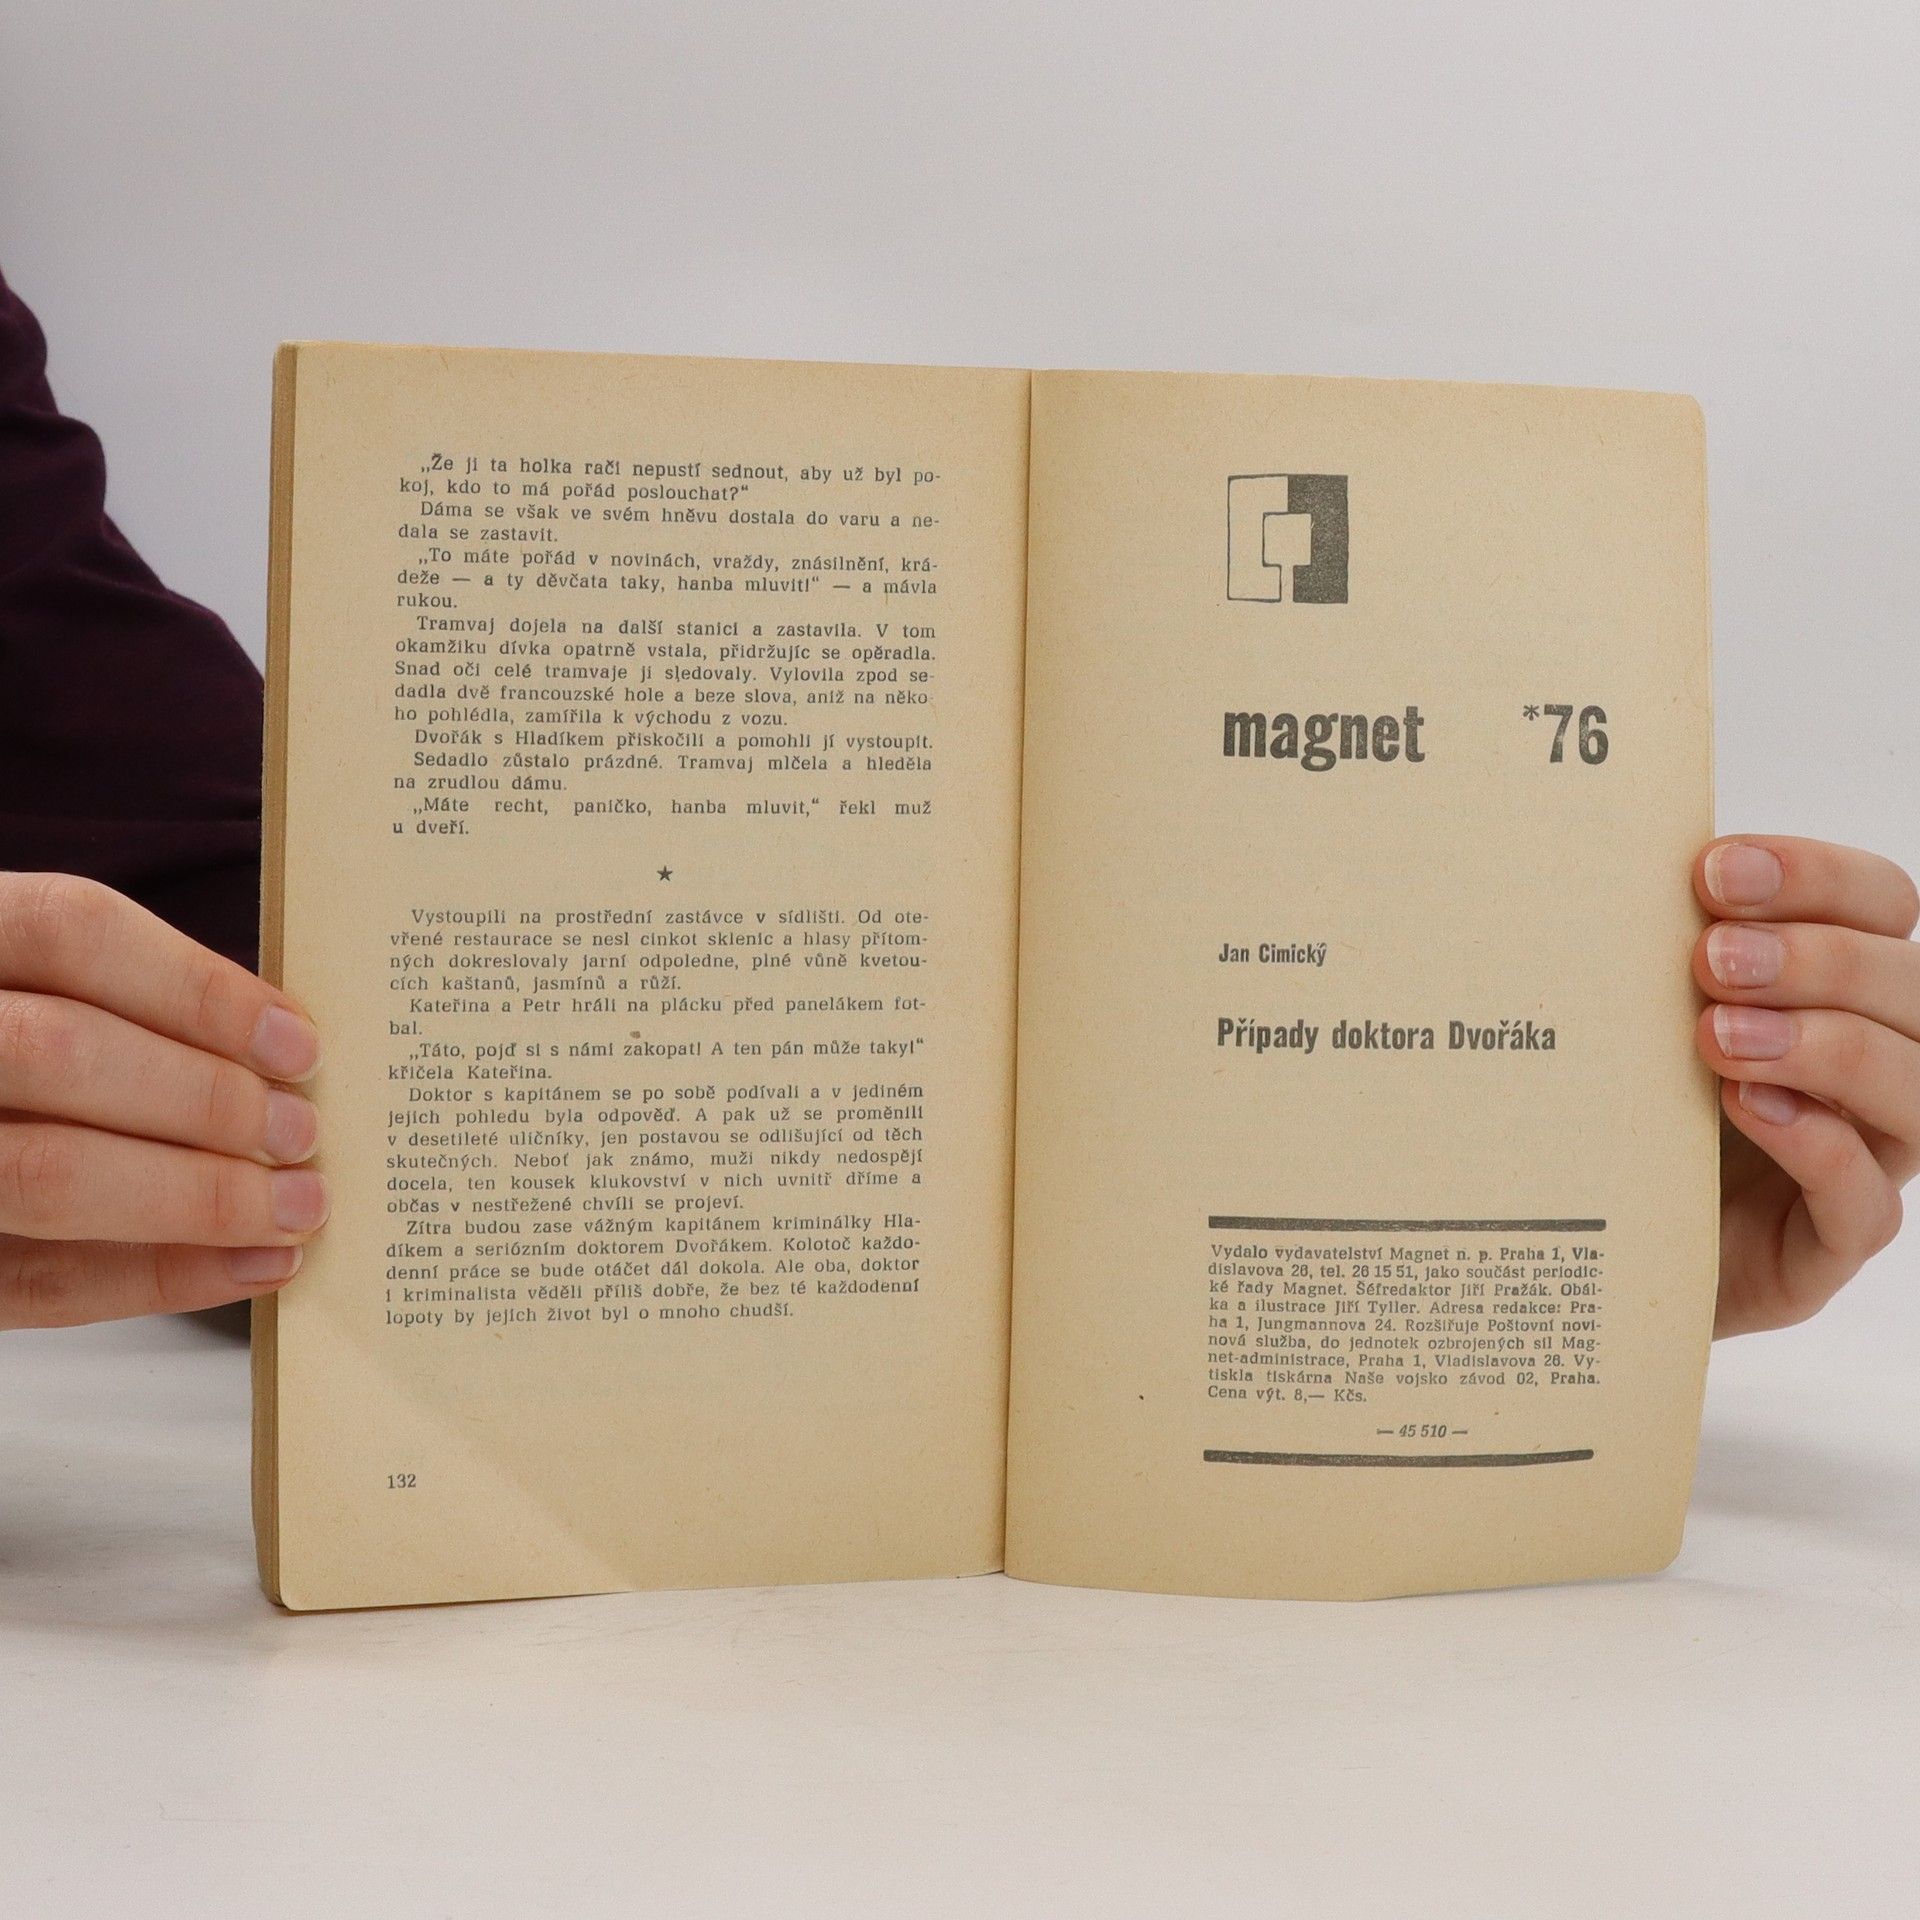 „Že ji ta holka rači nepustí sednout, aby už byl po-
koj, kdo to má pořád poslouchat?“
Dáma se však ve svém hněvu dostala do varu a ne-
dala se zastavit.
„To máte pořád v novinách, vraždy, znásilnění, krá-
deže — a ty děvčata taky, hanba mluvit!“ — a mávla
rukou.
Tramvaj dojela na další stanici a zastavila. V tom
okamžiku dívka opatrně vstala, přidržujíc se opěradla.
Snad oči celé tramvaje ji sledovaly. Vylovila zpod se-
dadla dvě francouzské hole a beze slova, aniž na něko-
ho pohlédla, zamířila k východu z vozu.
Dvořák s Hladíkem přiskočili a pomohli jí vystoupit.
Sedadlo zůstalo prázdné. Tramvaj mlčela a hleděla
na zrudlou dámu.
„Máte recht, paničko, hanba mluvit,“ řekl muž
u dveří.
★
Vystoupili na prostřední zastávce v sídlišti. Od ote-
vřené restaurace se nesl cinkot sklenic a hlasy přítom-
ných dokreslovaly jarní odpoledne, plné vůně kvetou-
cích kaštanů, jasmínů a růží.
Kateřina a Petr hráli na plácku před panelákem fot-
bal.
„Táto, pojď si s námi zakopat! A ten pán může taky!“
křičela Kateřina.
Doktor s kapitánem se po sobě podívali a v jediném
jejich pohledu byla odpověď. A pak už se proměnili
v desetileté uličníky, jen postavou se odlišující od těch
skutečných. Neboť jak známo, muži nikdy nedospějí
docela, ten kousek klukovství v nich uvnitř dříme a
občas v nestřežené chvíli se projeví.
Zítra budou zase vážným kapitánem kriminálky Hla-
díkem a seriózním doktorem Dvořákem. Kolotoč každo-
denní práce se bude otáčet dál dokola. Ale oba, doktor
i kriminalista věděli příliš dobře, že bez té každodenní
lopoty by jejich život byl o mnoho chudší.
132
magnet *76
Jan Cimický
Případy doktora Dvořáka
Vydalo vydavatelství Magnet n. p. Praha 1, Vla-
dislavova 26, tel. 26 15 51, jako součást periodic-
ké řady Magnet. Šéfredaktor Jiří Pražák. Obál-
ka a ilustrace Jiří Tyller. Adresa redakce: Pra-
ha 1, Jungmannova 24. Rozšiřuje Poštovní novi-
nová služba, do jednotek ozbrojených sil Mag-
net-administrace, Praha 1, Vladislavova 26. Vy-
tiskla tiskárna Naše vojsko závod 02, Praha.
Cena výt. 8,— Kčs.
— 45 510 —